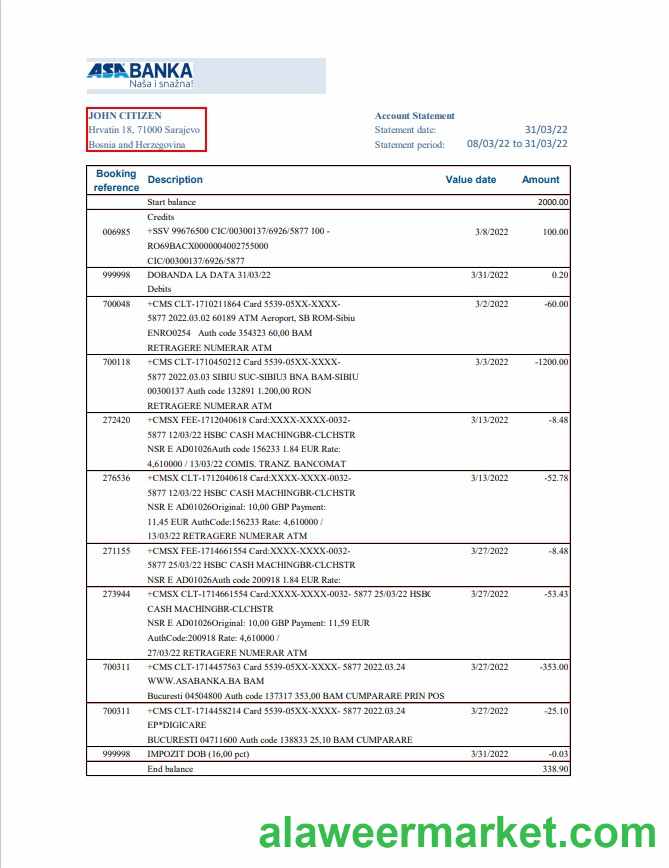 ASA BANKA
Naša i snažna!
JOHN CITIZEN
Hrvatin 18, 71000 Sarajevo
Bosnia and Herzegovina
Account Statement
Statement date: 31/03/22
Statement period: 08/03/22 to 31/03/22
Booking reference Description Value date Amount
Start balance 2000.00
Credits
006985 +SSV 99676500 CIC/00300137/6926/5877 100 - 3/8/2022 100.00
RO69BACX0000004002755000
CIC/00300137/6926/5877
999998 DOBANDA LA DATA 31/03/22 3/31/2022 0.20
Debits
700048 +CMS CLT-1710211864 Card 5539-05XX-XXXX- 3/2/2022 -60.00
5877 2022.03.02 60189 ATM Aeroport, SB ROM-Sibiu
ENRO0254 Auth code 354323 60,00 BAM
RETRAGERE NUMERAR ATM
700118 +CMS CLT-1710450212 Card 5539-05XX-XXXX- 3/3/2022 -1200.00
5877 2022.03.03 SIBIU SUC-SIBIU3 BNA BAM-SIBIU
00300137 Auth code 132891 1.200,00 RON
RETRAGERE NUMERAR ATM
272420 +CMSX FEE-1712040618 Card:XXXX-XXXX-0032- 3/13/2022 -8.48
5877 12/03/22 HSBC CASH MACHINGBR-CLCHSTR
NSR E AD01026Auth code 156233 1.84 EUR Rate:
4,610000 / 13/03/22 COMIS. TRANZ. BANCOMAT
276536 +CMSX CLT-1712040618 Card:XXXX-XXXX-0032- 3/13/2022 -52.78
5877 12/03/22 HSBC CASH MACHINGBR-CLCHSTR
NSR E AD01026Original: 10,00 GBP Payment:
11,45 EUR AuthCode:156233 Rate: 4,610000 /
13/03/22 RETRAGERE NUMERAR ATM
271155 +CMSX FEE-1714661554 Card:XXXX-XXXX-0032- 3/27/2022 -8.48
5877 25/03/22 HSBC CASH MACHINGBR-CLCHSTR
NSR E AD01026Auth code 200918 1.84 EUR Rate:
273944 +CMSX CLT-1714661554 Card:XXXX-XXXX-0032- 5877 25/03/22 HSBC 3/27/2022 -53.43
CASH MACHINGBR-CLCHSTR
NSR E AD01026Original: 10,00 GBP Payment: 11,59 EUR
AuthCode:200918 Rate: 4,610000 /
27/03/22 RETRAGERE NUMERAR ATM
700311 +CMS CLT-1714457563 Card 5539-05XX-XXXX- 5877 2022.03.24 3/27/2022 -353.00
WWW.ASABANKA.BA BAM
Bucuresti 04504800 Auth code 137317 353,00 BAM CUMPARARE PRIN POS
700311 +CMS CLT-1714458214 Card 5539-05XX-XXXX- 5877 2022.03.24 3/27/2022 -25.10
EP*DIGICARE
BUCURESTI 04711600 Auth code 138833 25,10 BAM CUMPARARE
999998 IMPOZIT DOB (16,00 pct) 3/31/2022 -0.03
End balance 338.90
alaweermarket.com